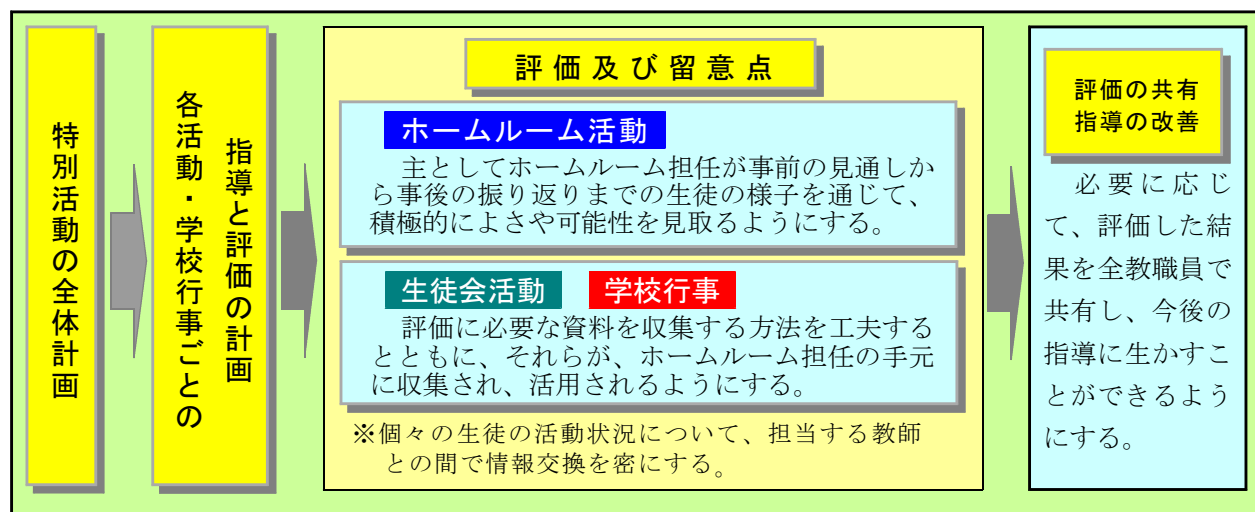 特別活動の全体計画
各活動・学校行事ごとの
指導と評価の計画
評価及び留意点
ホームルーム活動
主としてホームルーム担任が事前の見通しか
ら事後の振り返りまでの生徒の様子を通じて、
積極的によさや可能性を見取るようにする。
生徒会活動 学校行事
評価に必要な資料を収集する方法を工夫する
とともに、それらが、ホームルーム担任の手元
に収集され、活用されるようにする。
※個々の生徒の活動状況について、担当する教師
との間で情報交換を密にする。
評価の共有
指導の改善
必要に応じ
て、評価した結
果を全教職員で
共有し、今後の
指導に生かすこ
とができるよう
にする。